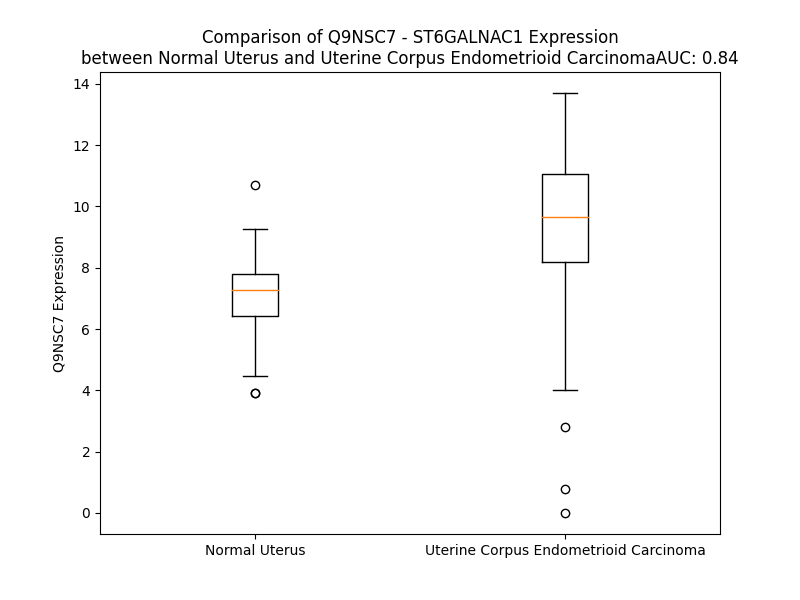 Comparison of Q9NSC7 - ST6GALNAC1 Expression
between Normal Uterus and Uterine Corpus Endometrioid CarcinomaAUC: 0.84
14
12
10
8
6
4
2
0
Q9NSC7 Expression
Normal Uterus
Uterine Corpus Endometrioid Carcinoma